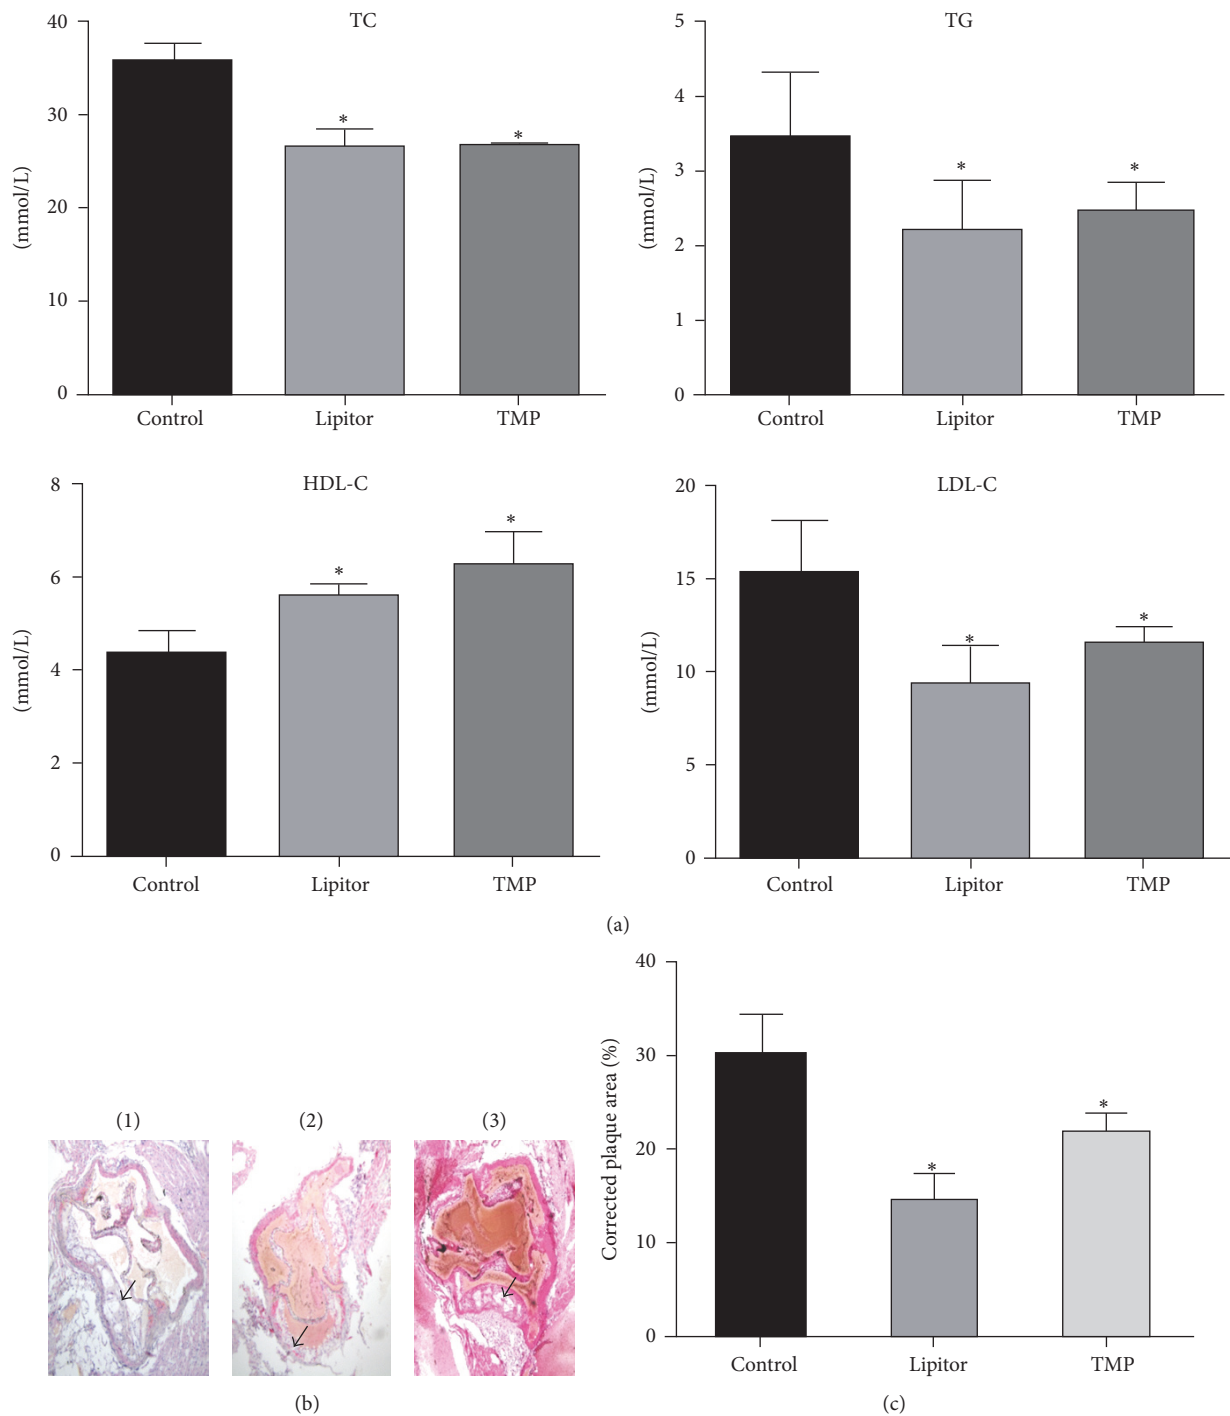 TC
40
30
20
10
0
(mmol/L)
Control Lipitor TMP
TG
5
4
3
2
1
0
(mmol/L)
Control Lipitor TMP
HDL-C
8
6
4
2
0
(mmol/L)
Control Lipitor TMP
LDL-C
20
15
10
5
0
(mmol/L)
Control Lipitor TMP
* * * * * * * *
(a)
(1) (2) (3)
(b)
40
30
20
10
0
Corrected plaque area (%)
* *
Control Lipitor TMP
(c)